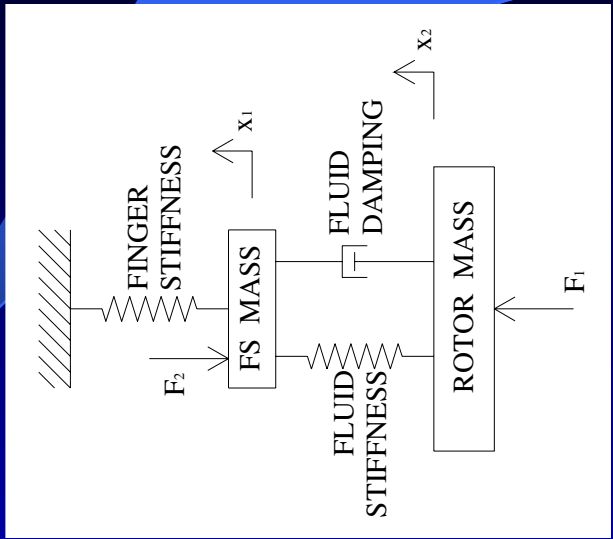 x₁
x₂
FINGER
STIFFNESS
FLUID
DAMPING
F₂
FS MASS
FLUID
STIFFNESS
ROTOR MASS
F₁